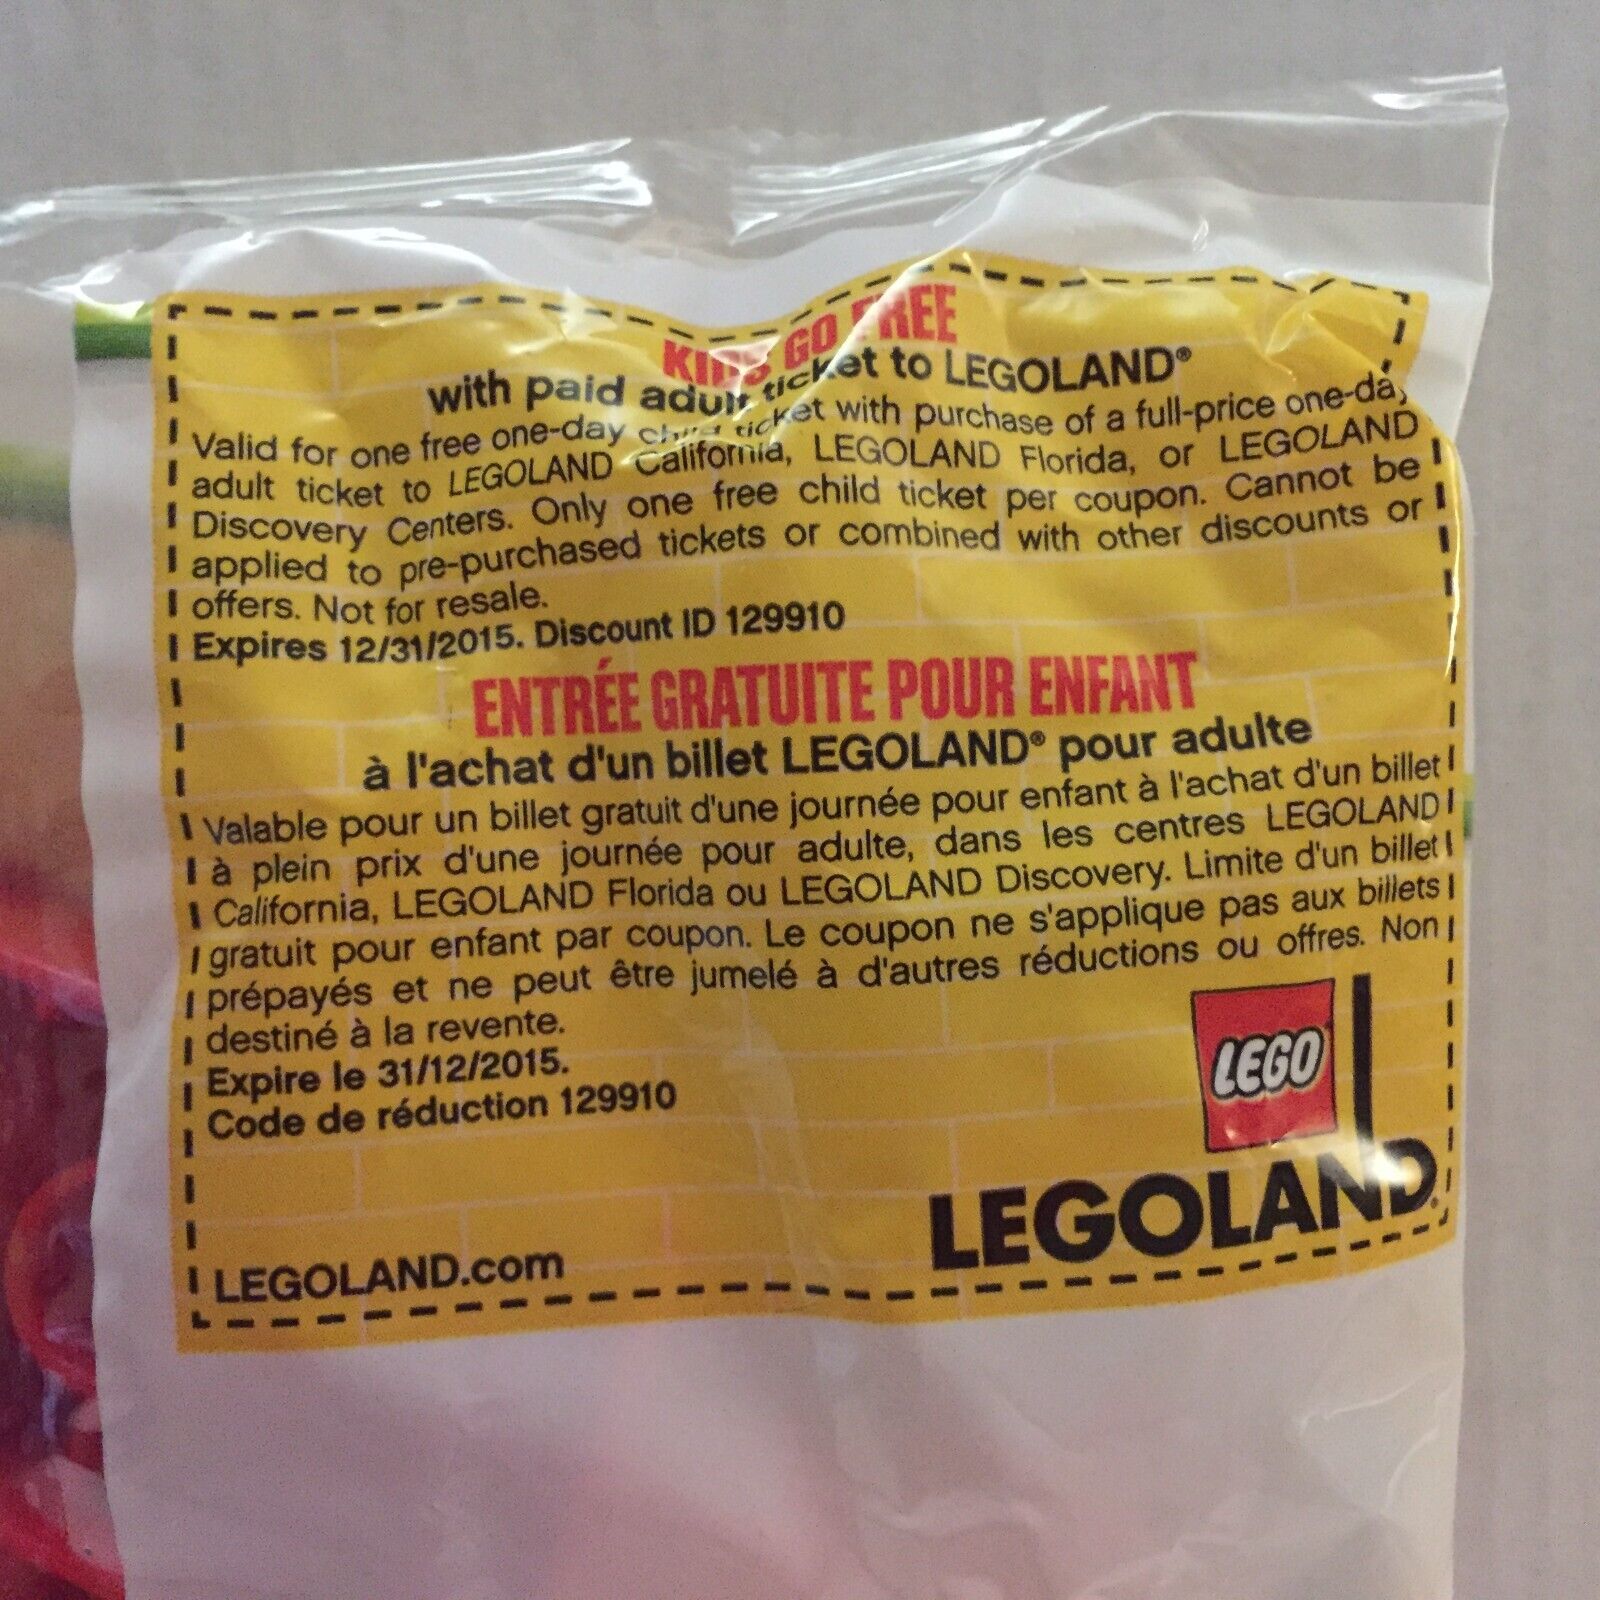 KIDS GO FREE
with paid adult ticket to LEGOLAND®
Valid for one free one-day child ticket with purchase of a full-price one-day
adult ticket to LEGOLAND California, LEGOLAND Florida, or LEGOLAND
Discovery Centers. Only one free child ticket per coupon. Cannot be
applied to pre-purchased tickets or combined with other discounts or
offers. Not for resale.
Expires 12/31/2015. Discount ID 129910
ENTRÉE GRATUITE POUR ENFANT
à l'achat d'un billet LEGOLAND® pour adulte
Valable pour un billet gratuit d'une journée pour enfant à l'achat d'un billet
à plein prix d'une journée pour adulte, dans les centres LEGOLAND
California, LEGOLAND Florida ou LEGOLAND Discovery. Limite d'un billet
gratuit pour enfant par coupon. Le coupon ne s'applique pas aux billets
prépayés et ne peut être jumelé à d'autres réductions ou offres. Non
destiné à la revente.
Expire le 31/12/2015.
Code de réduction 129910
LEGO
LEGOLAND®
LEGOLAND.com